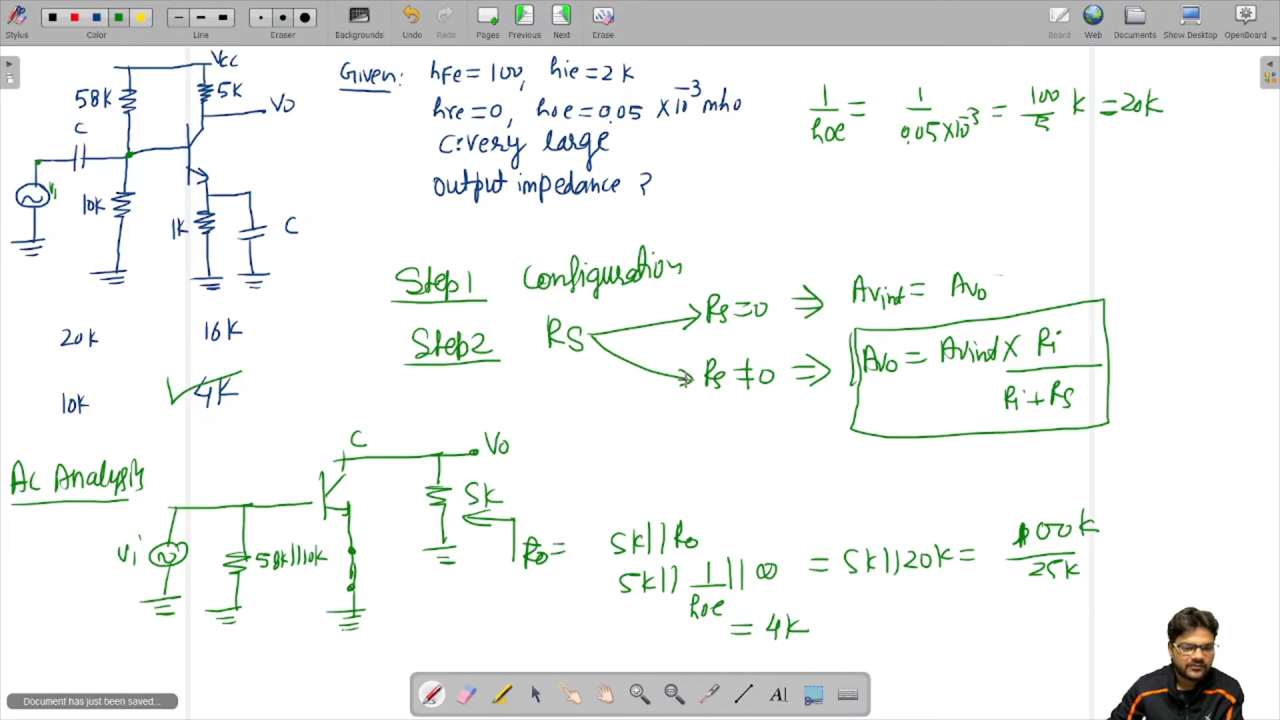 Stylus
Color
Line
Eraser
Backgrounds
Undo
Redo
Pages
Previous
Next
Erase
Board
Web
Documents
Show Desktop
OpenBoard
Vcc
58K
5K
Vo
C
Vi
10K
1K
C
Given: hFe = 100, hie = 2 K
hre = 0, hoe = 0.05 × 10⁻³ mho
C: very large
output impedance ?
1/hoe = 1/0.05×10⁻³ = 100/5 K = 20K
Step1 Configuration
Step2 RS
Rs = 0 ⇒ Avint = Avo
Rs ≠ 0 ⇒ Avo = Avint × Ri/Ri+Rs
20K 16K
10K ✓ 4K
Ac Analysis
C
Vo
5K
Vi
58K||10K
Ro = 5K||Ro
5K|| 1/hoe ||∞ = 5K||20K = 100K/25K
= 4K
Document has just been saved...